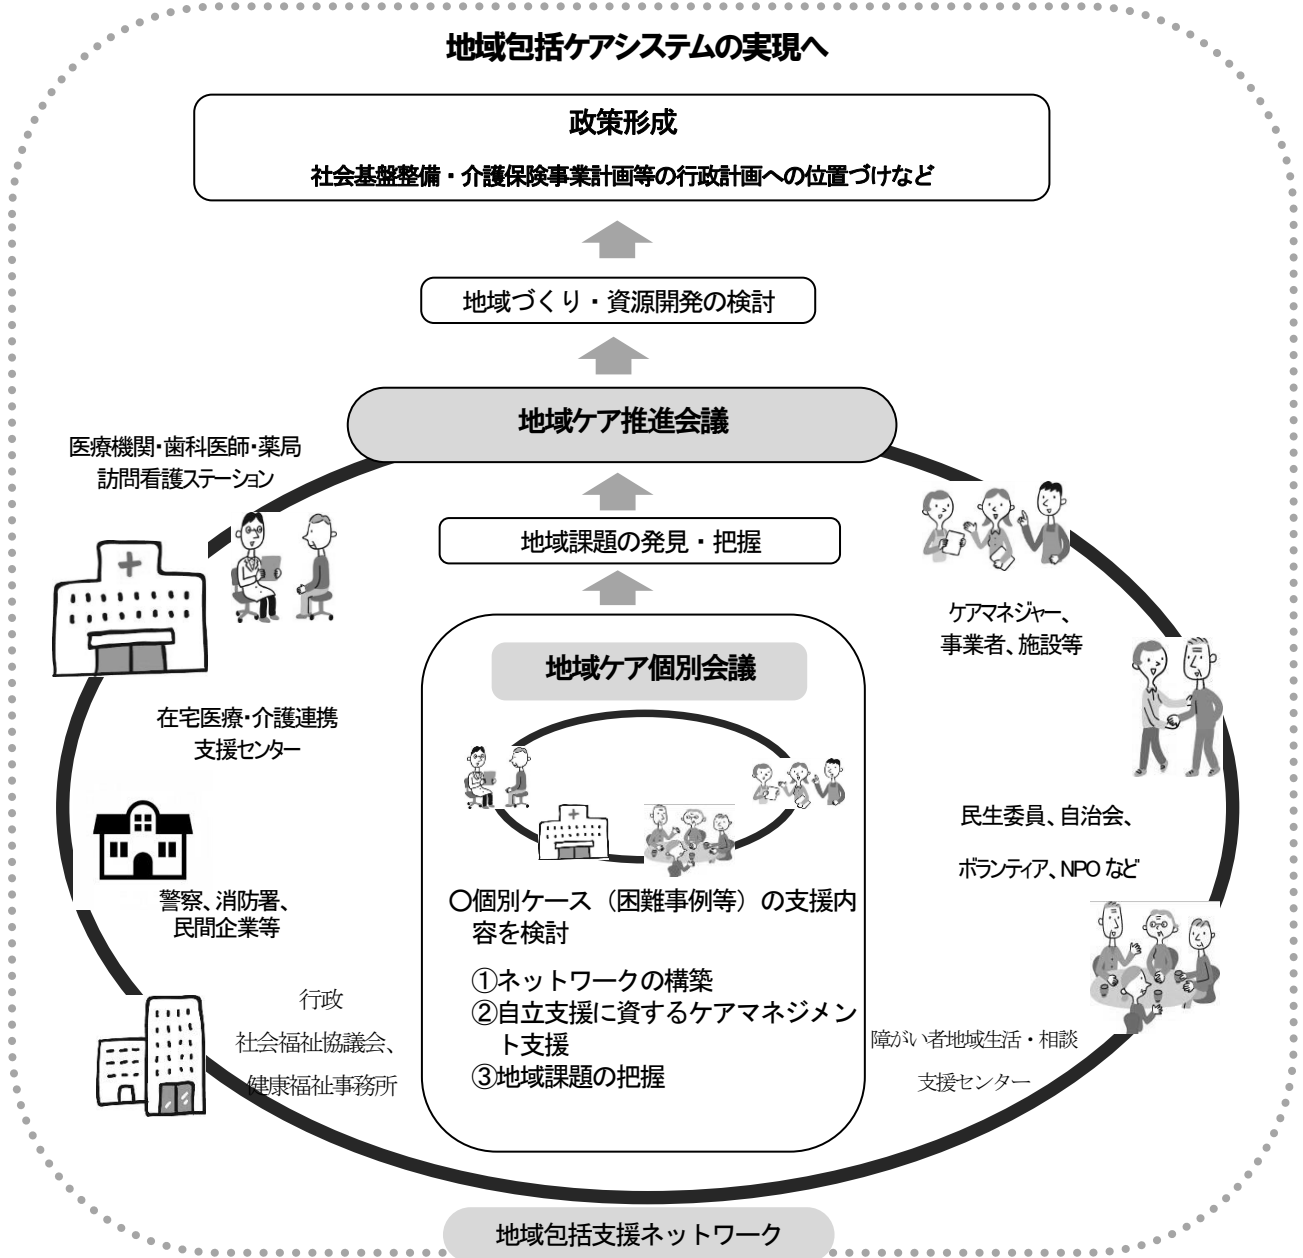 地域包括ケアシステムの実現へ
政策形成
社会基盤整備・介護保険事業計画等の行政計画への位置づけなど
地域づくり・資源開発の検討
地域ケア推進会議
医療機関・歯科医師・薬局
訪問看護ステーション
地域課題の発見・把握
ケアマネジャー、
事業者、施設等
地域ケア個別会議
在宅医療・介護連携
支援センター
民生委員、自治会、
ボランティア、NPO など
警察、消防署、
民間企業等
〇個別ケース（困難事例等）の支援内
容を検討
①ネットワークの構築
②自立支援に資するケアマネジメン
ト支援
③地域課題の把握
行政
社会福祉協議会、
健康福祉事務所
障がい者地域生活・相談
支援センター
地域包括支援ネットワーク